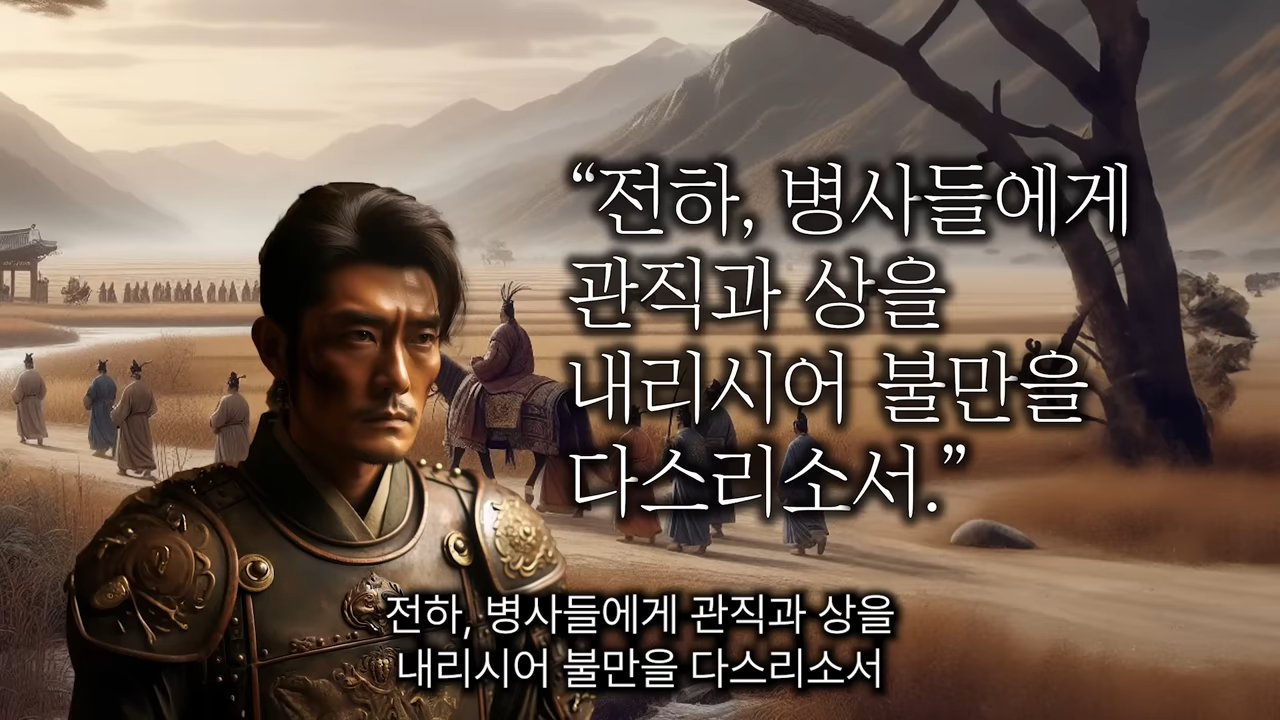 “전하, 병사들에게
관직과 상을
내리시어 불만을
다스리소서.”
전하, 병사들에게 관직과 상을
내리시어 불만을 다스리소서